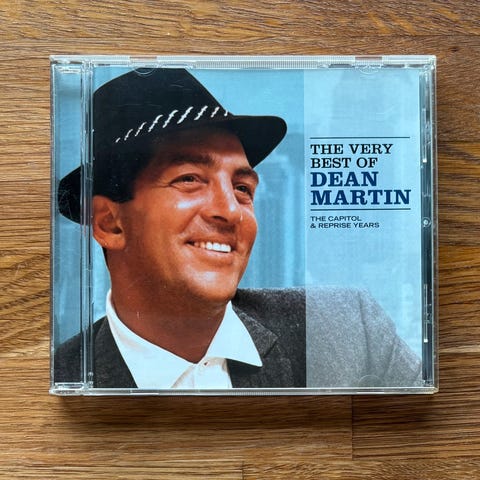 THE VERY
BEST OF
DEAN
MARTIN
THE CAPITOL
& REPRISE YEARS